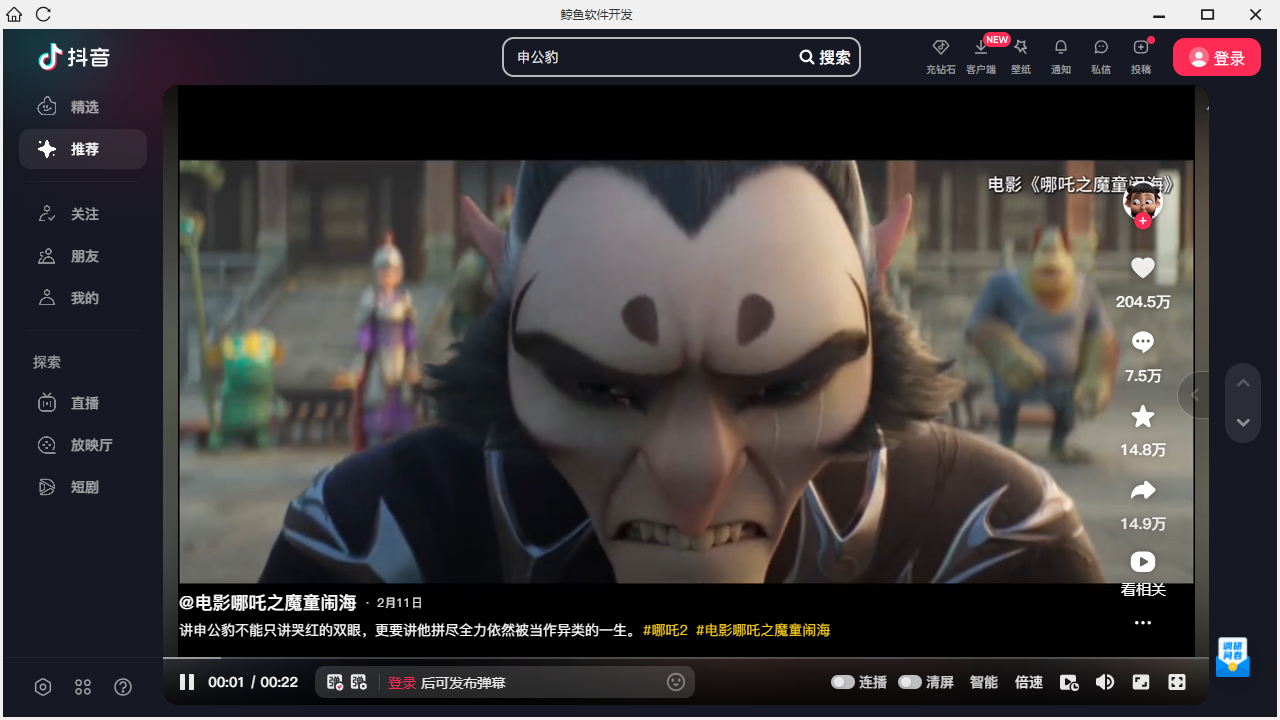 鲸鱼软件开发
抖音
申公豹
搜索
充钻石
客户端
NEW
壁纸
通知
私信
投稿
登录
精选
推荐
关注
朋友
我的
探索
直播
放映厅
短剧
电影《哪吒之魔童闹海》
204.5万
7.5万
14.8万
14.9万
看相关
@电影哪吒之魔童闹海 · 2月11日
讲申公豹不能只讲哭红的双眼，更要讲他拼尽全力依然被当作异类的一生。#哪吒2 #电影哪吒之魔童闹海
00:01 / 00:22
弹 弹
登录 后可发布弹幕
连播
清屏
智能
倍速
调研
问卷